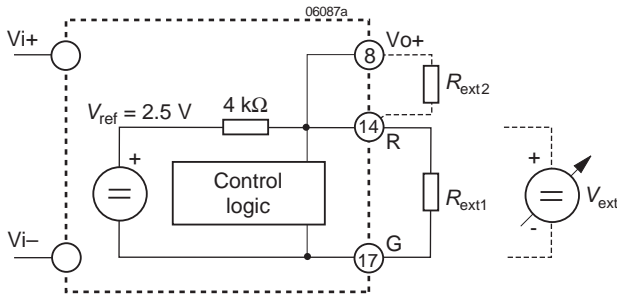 06087a
Vi+
8
Vo+
Rext2
Vref = 2.5 V
4 kΩ
14
R
+
Control
logic
Rext1
+
Vext
-
Vi–
G
17